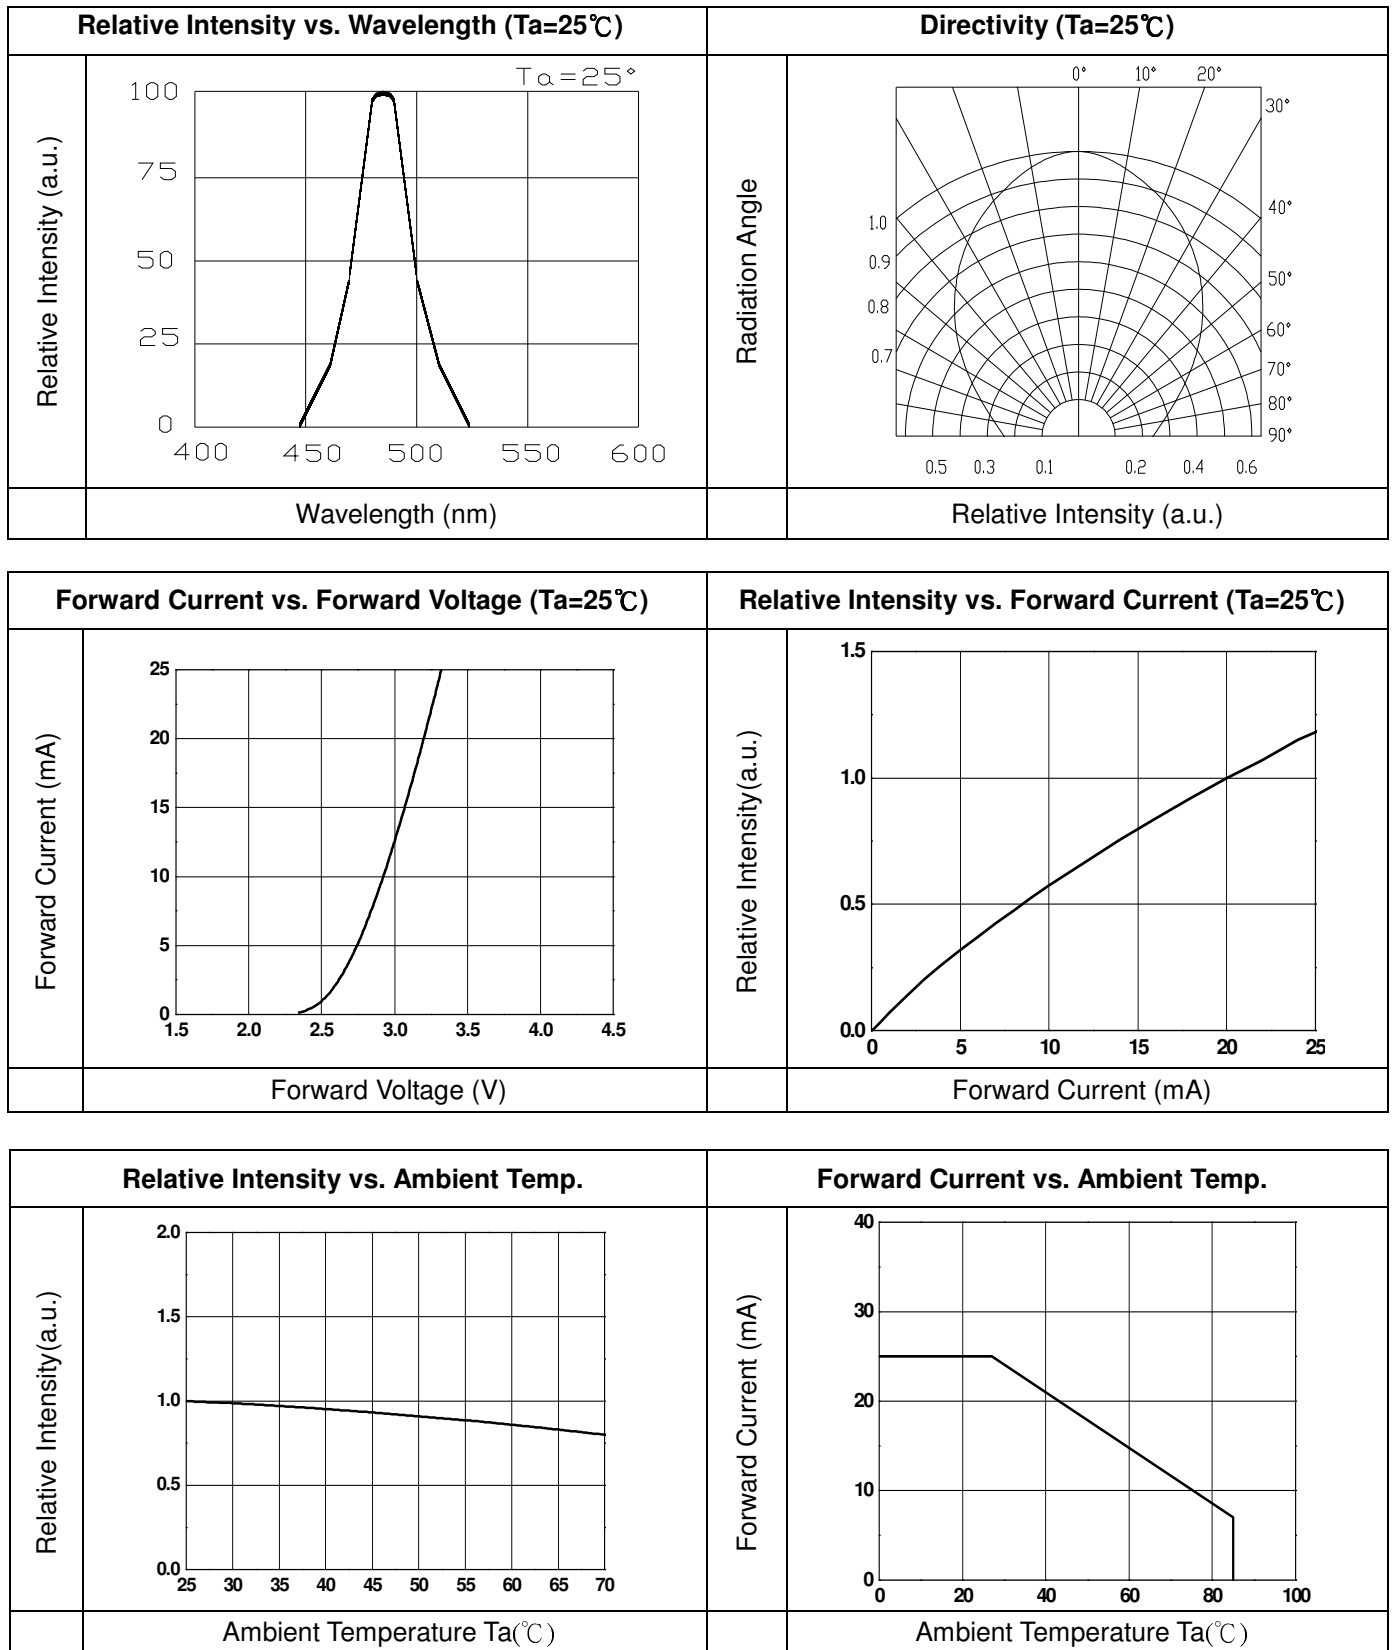 Relative Intensity vs. Wavelength (Ta=25℃)
Directivity (Ta=25℃)
Relative Intensity (a.u.)
Ta=25°
100
75
50
25
0
400 450 500 550 600
Wavelength (nm)
Radiation Angle
0° 10° 20°
30°
40°
50°
60°
70°
80°
90°
1.0
0.9
0.8
0.7
0.5 0.3 0.1 0.2 0.4 0.6
Relative Intensity (a.u.)
Forward Current vs. Forward Voltage (Ta=25℃)
Relative Intensity vs. Forward Current (Ta=25℃)
Forward Current (mA)
25
20
15
10
5
0
1.5 2.0 2.5 3.0 3.5 4.0 4.5
Forward Voltage (V)
Relative Intensity(a.u.)
1.5
1.0
0.5
0.0
0 5 10 15 20 25
Forward Current (mA)
Relative Intensity vs. Ambient Temp.
Forward Current vs. Ambient Temp.
Relative Intensity(a.u.)
2.0
1.5
1.0
0.5
0.0
25 30 35 40 45 50 55 60 65 70
Ambient Temperature Ta(℃)
Forward Current (mA)
40
30
20
10
0
0 20 40 60 80 100
Ambient Temperature Ta(℃)